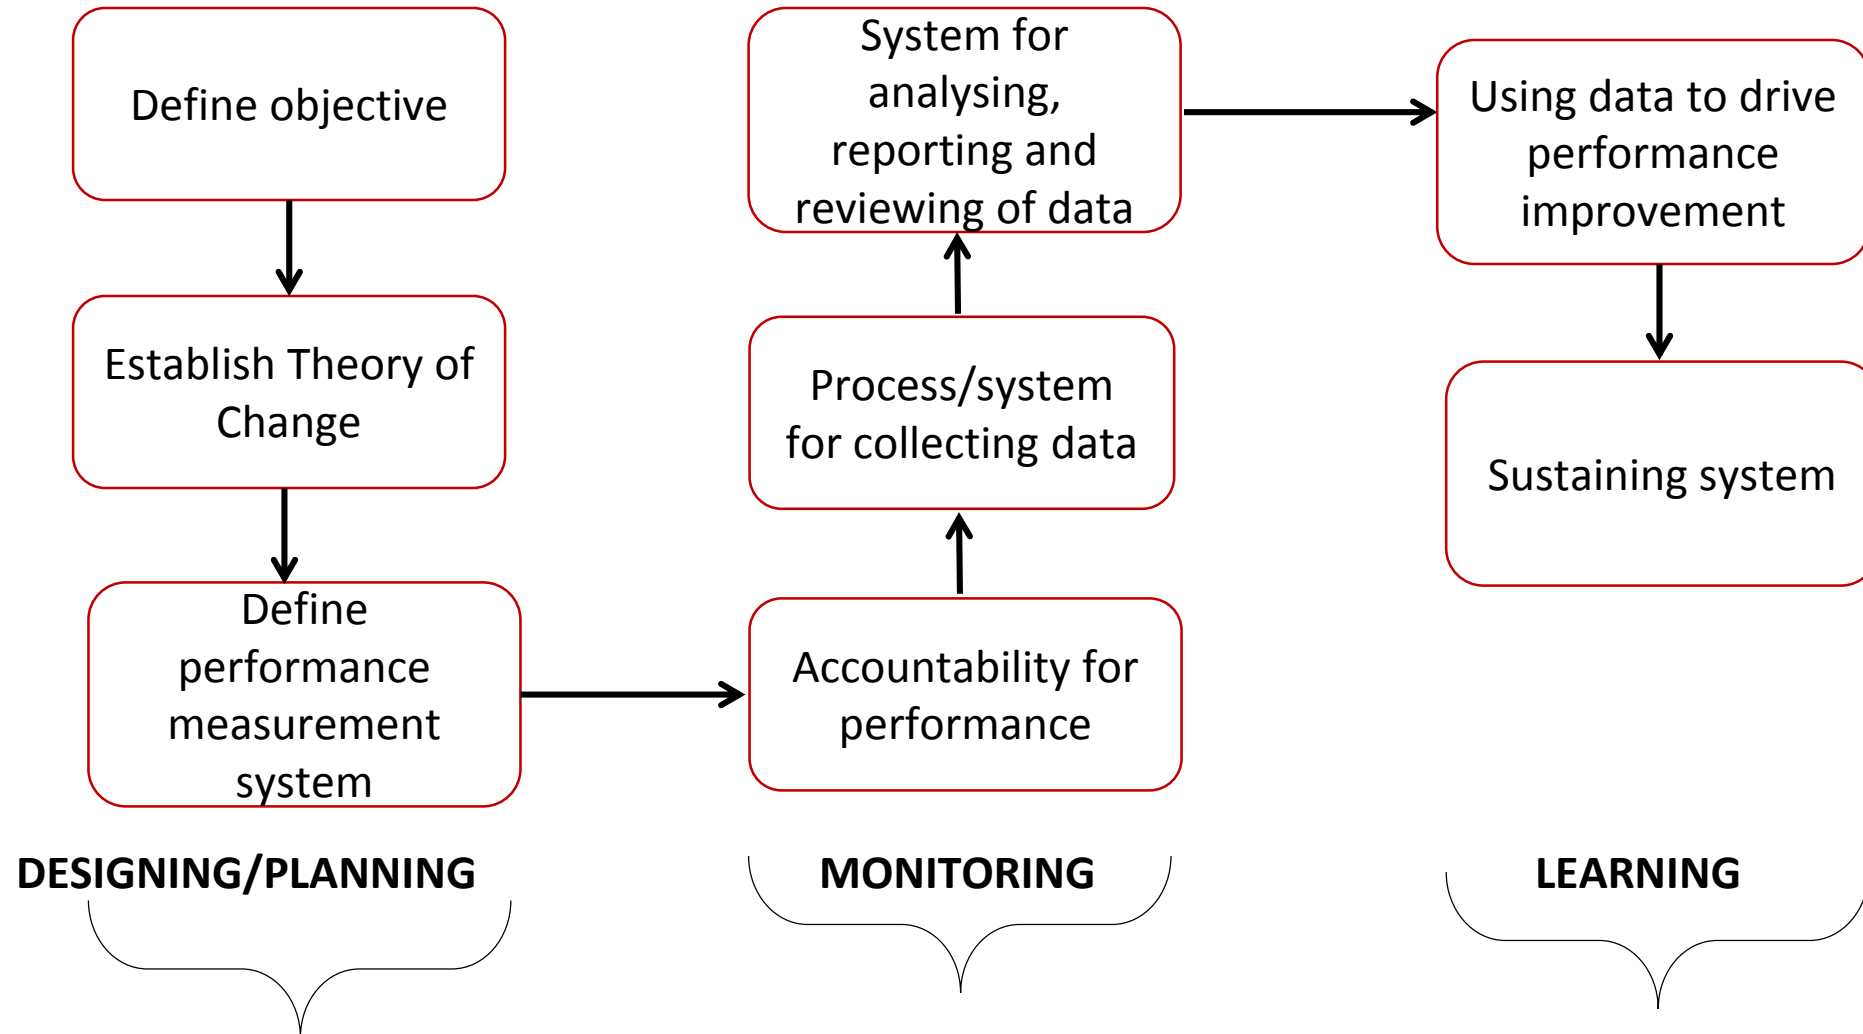 Define objective
Establish Theory of
Change
Define
performance
measurement
system
Accountability for
performance
Process/system
for collecting data
System for
analysing,
reporting and
reviewing of data
Using data to drive
performance
improvement
Sustaining system
DESIGNING/PLANNING
MONITORING
LEARNING